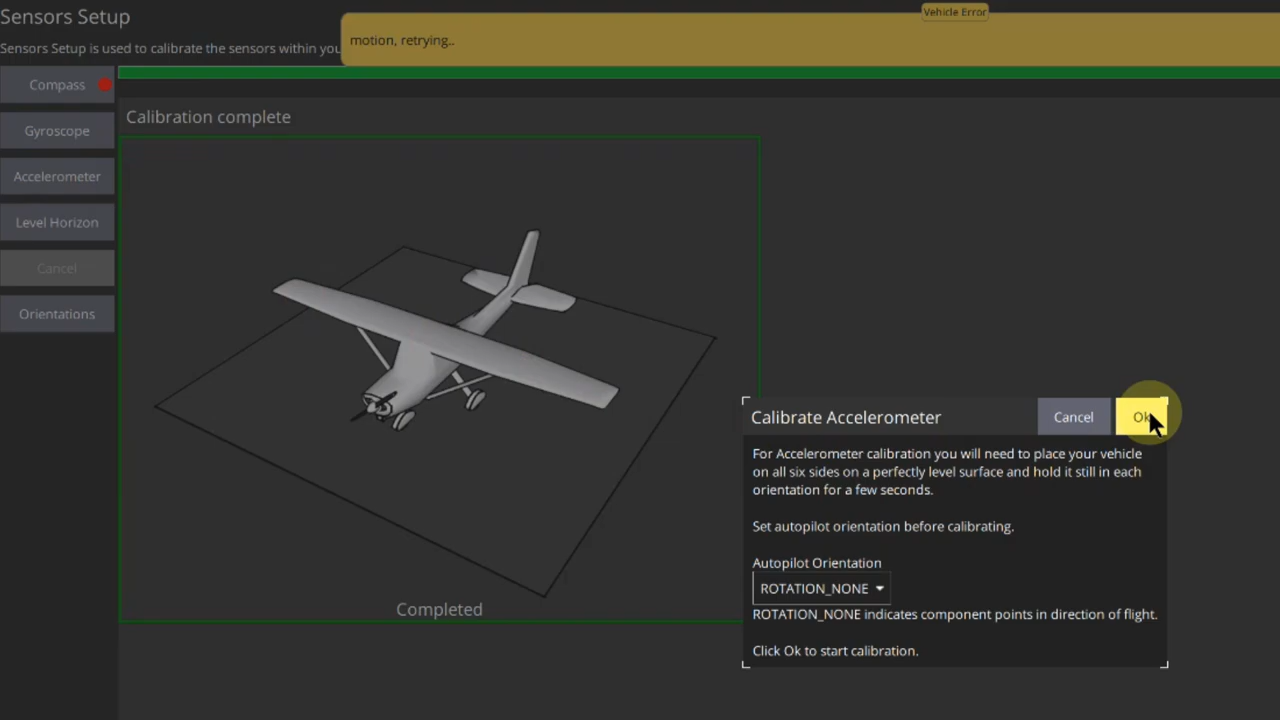 Sensors Setup
Vehicle Error
motion, retrying..
Sensors Setup is used to calibrate the sensors within you
Compass
Gyroscope
Accelerometer
Level Horizon
Cancel
Orientations
Calibration complete
Completed
Calibrate Accelerometer
Cancel
Ok
For Accelerometer calibration you will need to place your vehicle
on all six sides on a perfectly level surface and hold it still in each
orientation for a few seconds.
Set autopilot orientation before calibrating.
Autopilot Orientation
ROTATION_NONE
ROTATION_NONE indicates component points in direction of flight.
Click Ok to start calibration.